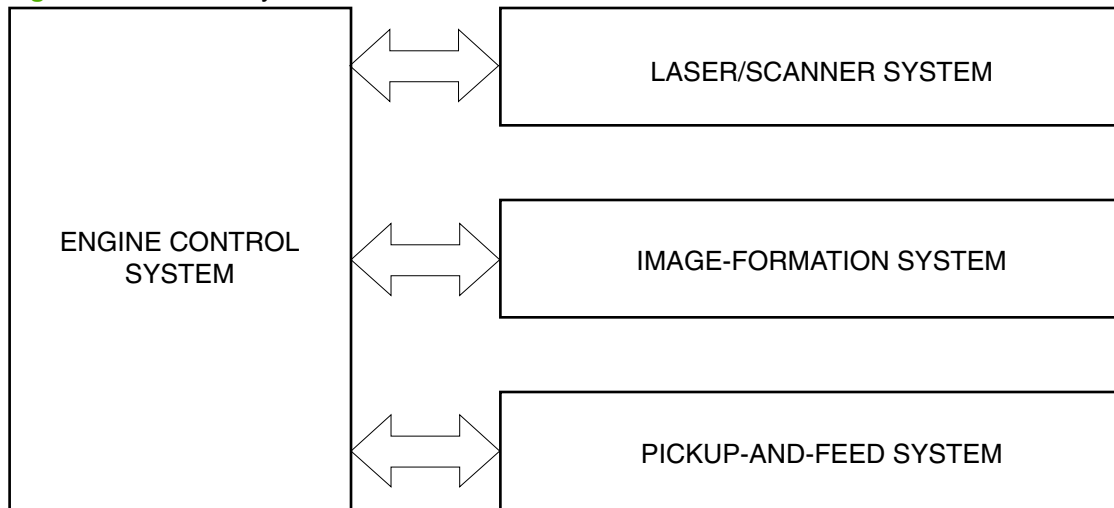 LASER/SCANNER SYSTEM
ENGINE CONTROL
SYSTEM
IMAGE-FORMATION SYSTEM
PICKUP-AND-FEED SYSTEM